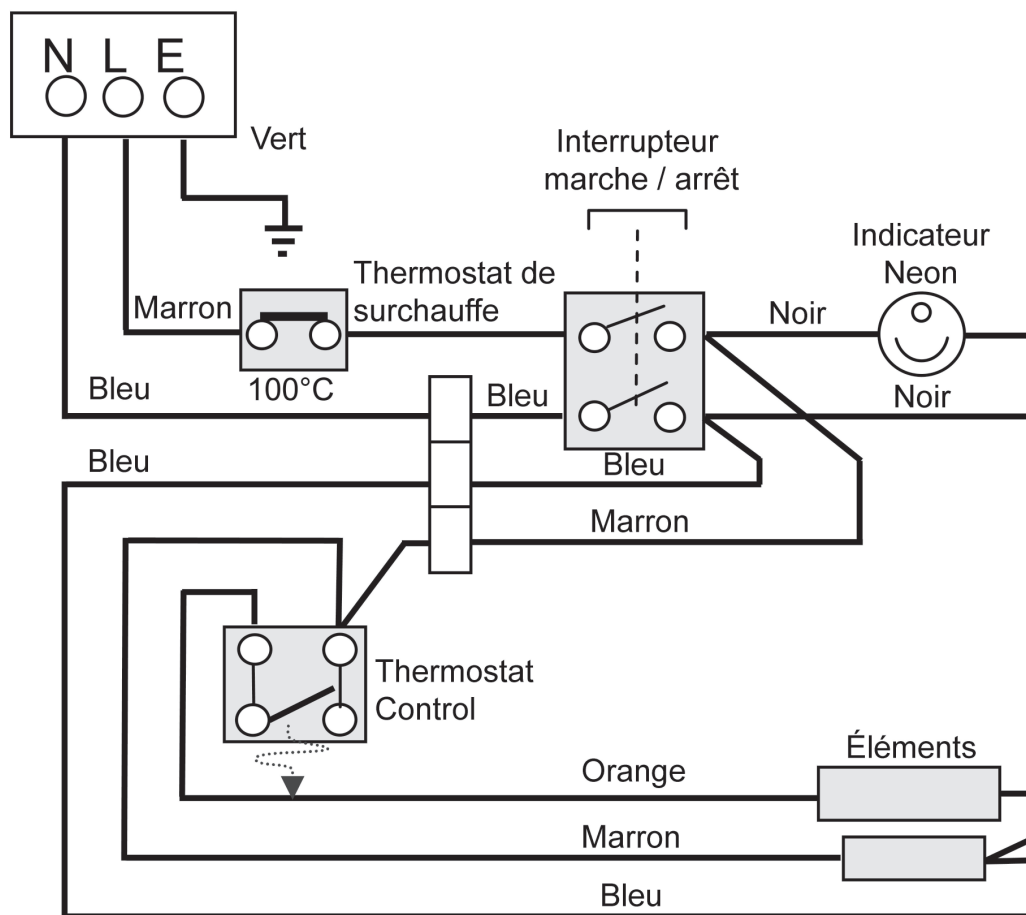 N L E
Vert
Interrupteur
marche / arrêt
Indicateur
Neon
Thermostat de
surchauffe
Marron
Noir
100°C
Bleu
Bleu
Noir
Bleu
Bleu
Marron
Thermostat
Control
Éléments
Orange
Marron
Bleu